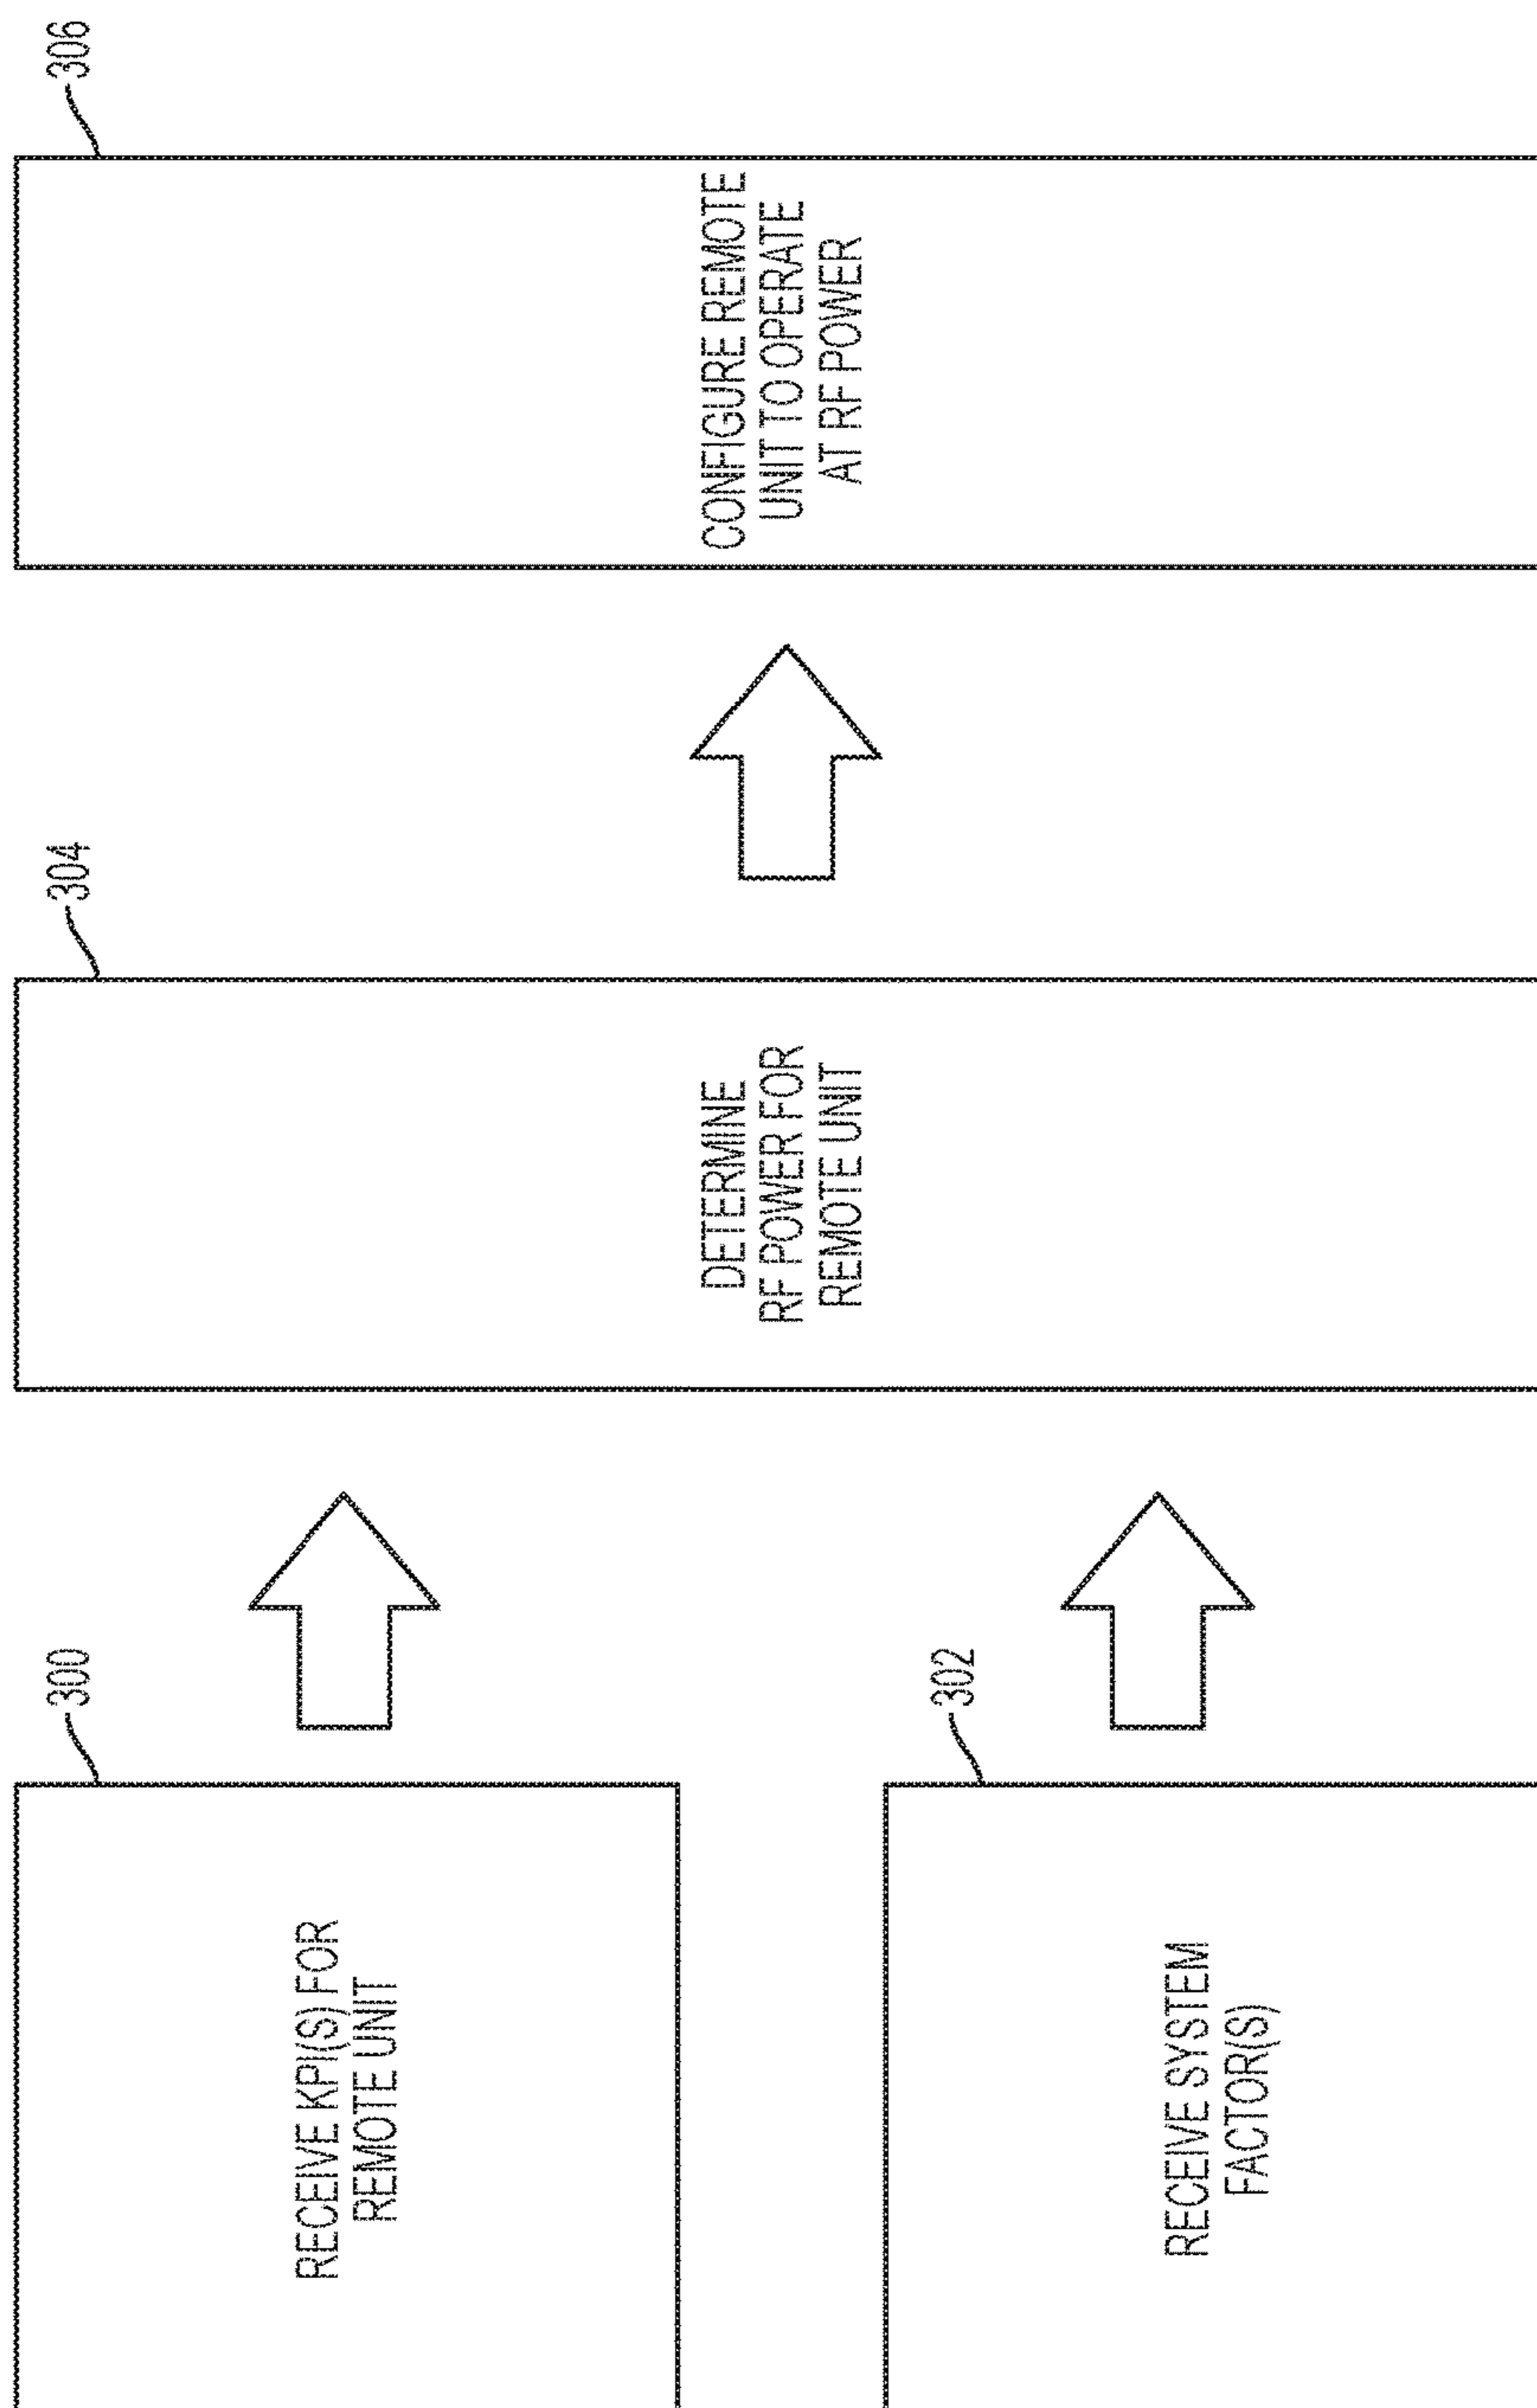 300
RECEIVE KPI(S) FOR
REMOTE UNIT
302
RECEIVE SYSTEM
FACTOR(S)
304
DETERMINE
RF POWER FOR
REMOTE UNIT
306
CONFIGURE REMOTE
UNIT TO OPERATE
AT RF POWER